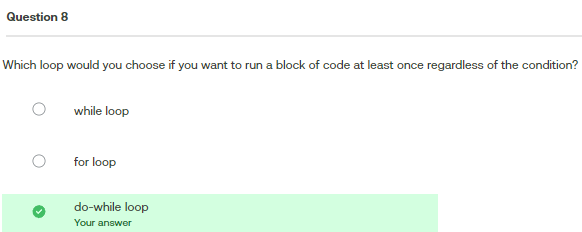 Question 8
Which loop would you choose if you want to run a block of code at least once regardless of the condition?
while loop
for loop
do-while loop
Your answer